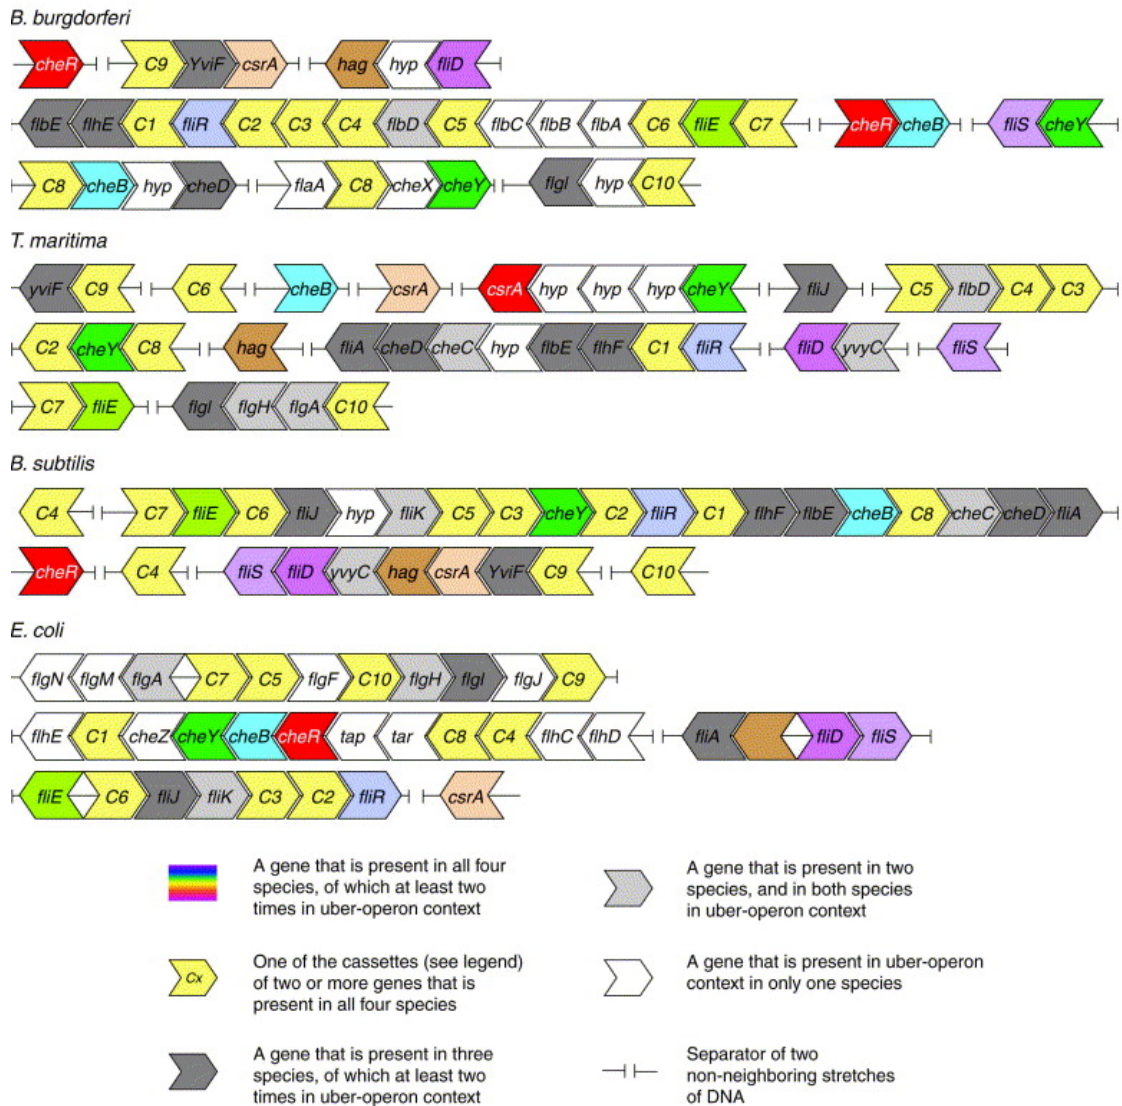 B. burgdorferi
cheR C9 YviF csrA hag hyp fliD
flbE flhE C1 fliR C2 C3 C4 flbD C5 flbC flbB flbA C6 fliE C7 cheR cheB fliS cheY
C8 cheB hyp cheD flaA C8 cheX cheY flgI hyp C10
T. maritima
yviF C9 C6 cheB csrA csrA hyp hyp hyp cheY fliJ C5 flbD C4 C3
C2 cheY C8 hag fliA cheD cheC hyp flbE flhF C1 fliR fliD yvyC fliS
C7 fliE flgI flgH flgA C10
B. subtilis
C4 C7 fliE C6 fliJ hyp fliK C5 C3 cheY C2 fliR C1 flhF flbE cheB C8 cheC cheD fliA
cheR C4 fliS fliD yvyC hag csrA YviF C9 C10
E. coli
flgN flgM flgA C7 C5 flgF C10 flgH flgI flgJ C9
flhE C1 cheZ cheY cheB cheR tap tar C8 C4 flhC flhD fliA fliD fliS
fliE C6 fliJ fliK C3 C2 fliR csrA
A gene that is present in all four
species, of which at least two
times in uber-operon context
A gene that is present in two
species, and in both species
in uber-operon context
Cx
One of the cassettes (see legend)
of two or more genes that is
present in all four species
A gene that is present in uber-operon
context in only one species
A gene that is present in three
species, of which at least two
times in uber-operon context
Separator of two
non-neighboring stretches
of DNA